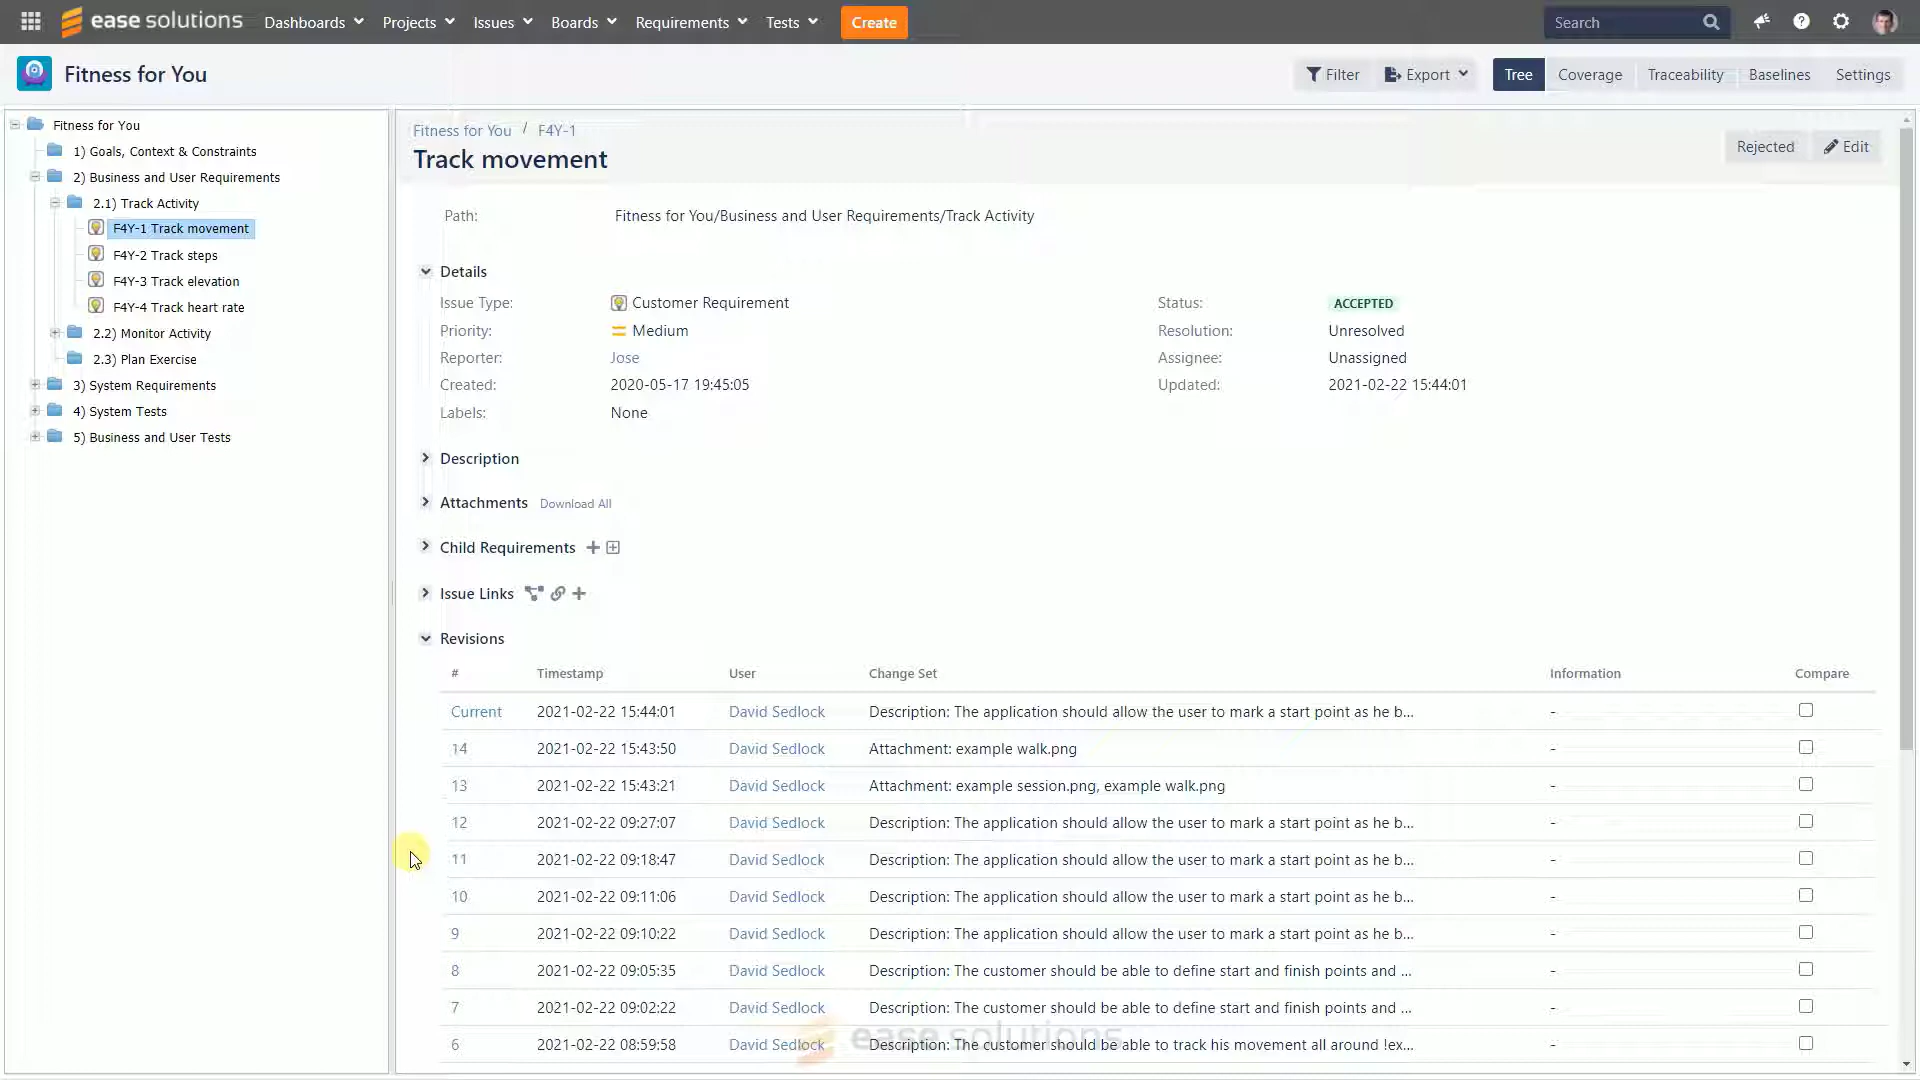 ease solutions Dashboards Projects Issues Boards Requirements Tests Create Search
Fitness for You Filter Export Tree Coverage Traceability Baselines Settings
Fitness for You
1) Goals, Context & Constraints
2) Business and User Requirements
2.1) Track Activity
F4Y-1 Track movement
F4Y-2 Track steps
F4Y-3 Track elevation
F4Y-4 Track heart rate
2.2) Monitor Activity
2.3) Plan Exercise
3) System Requirements
4) System Tests
5) Business and User Tests
Fitness for You / F4Y-1
Track movement
Rejected Edit
Path: Fitness for You/Business and User Requirements/Track Activity
Details
Issue Type: Customer Requirement Status: ACCEPTED
Priority: Medium Resolution: Unresolved
Reporter: Jose Assignee: Unassigned
Created: 2020-05-17 19:45:05 Updated: 2021-02-22 15:44:01
Labels: None
Description
Attachments Download All
Child Requirements
Issue Links
Revisions
# Timestamp User Change Set Information Compare
Current 2021-02-22 15:44:01 David Sedlock Description: The application should allow the user to mark a start point as he b... -
14 2021-02-22 15:43:50 David Sedlock Attachment: example walk.png -
13 2021-02-22 15:43:21 David Sedlock Attachment: example session.png, example walk.png -
12 2021-02-22 09:27:07 David Sedlock Description: The application should allow the user to mark a start point as he b... -
11 2021-02-22 09:18:47 David Sedlock Description: The application should allow the user to mark a start point as he b... -
10 2021-02-22 09:11:06 David Sedlock Description: The application should allow the user to mark a start point as he b... -
9 2021-02-22 09:10:22 David Sedlock Description: The application should allow the user to mark a start point as he b... -
8 2021-02-22 09:05:35 David Sedlock Description: The customer should be able to define start and finish points and ... -
7 2021-02-22 09:02:22 David Sedlock Description: The customer should be able to define start and finish points and ... -
ease solutions
6 2021-02-22 08:59:58 David Sedlock Description: The customer should be able to track his movement all around !ex... -